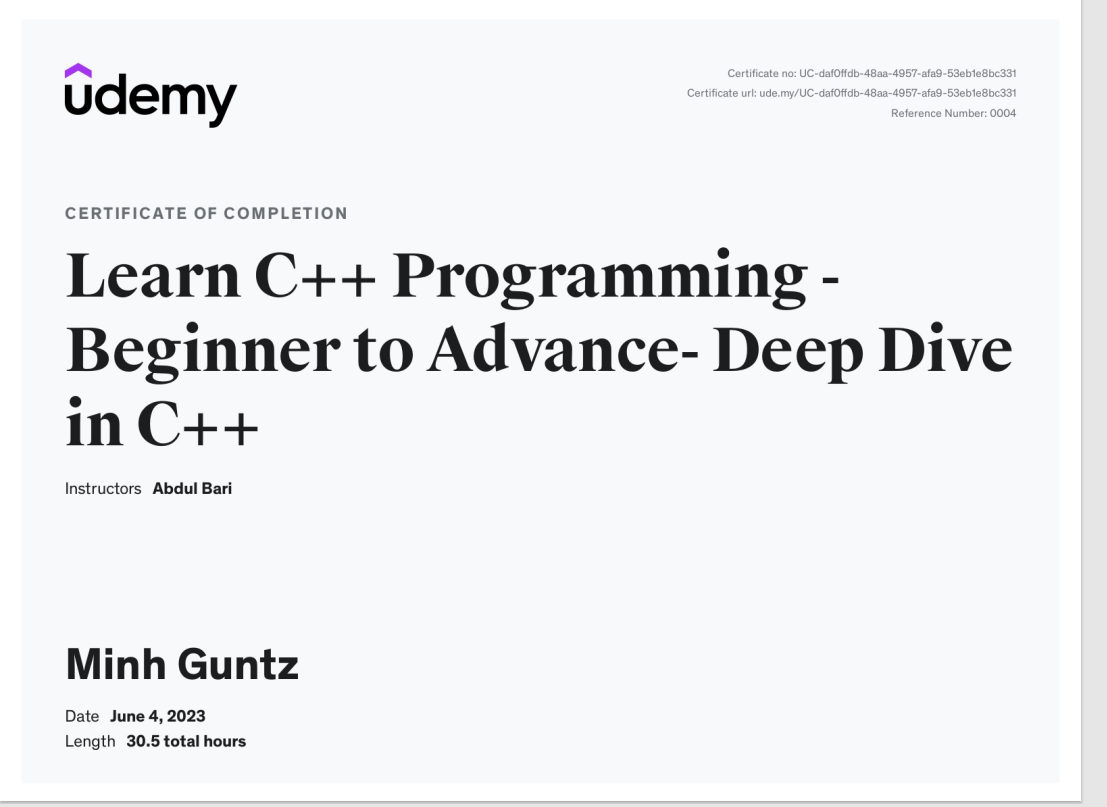 udemy
Certificate no: UC-daf0ffdb-48aa-4957-afa9-53eb1e8bc331
Certificate url: ude.my/UC-daf0ffdb-48aa-4957-afa9-53eb1e8bc331
Reference Number: 0004
CERTIFICATE OF COMPLETION
Learn C++ Programming -
Beginner to Advance- Deep Dive
in C++
Instructors Abdul Bari
Minh Guntz
Date June 4, 2023
Length 30.5 total hours